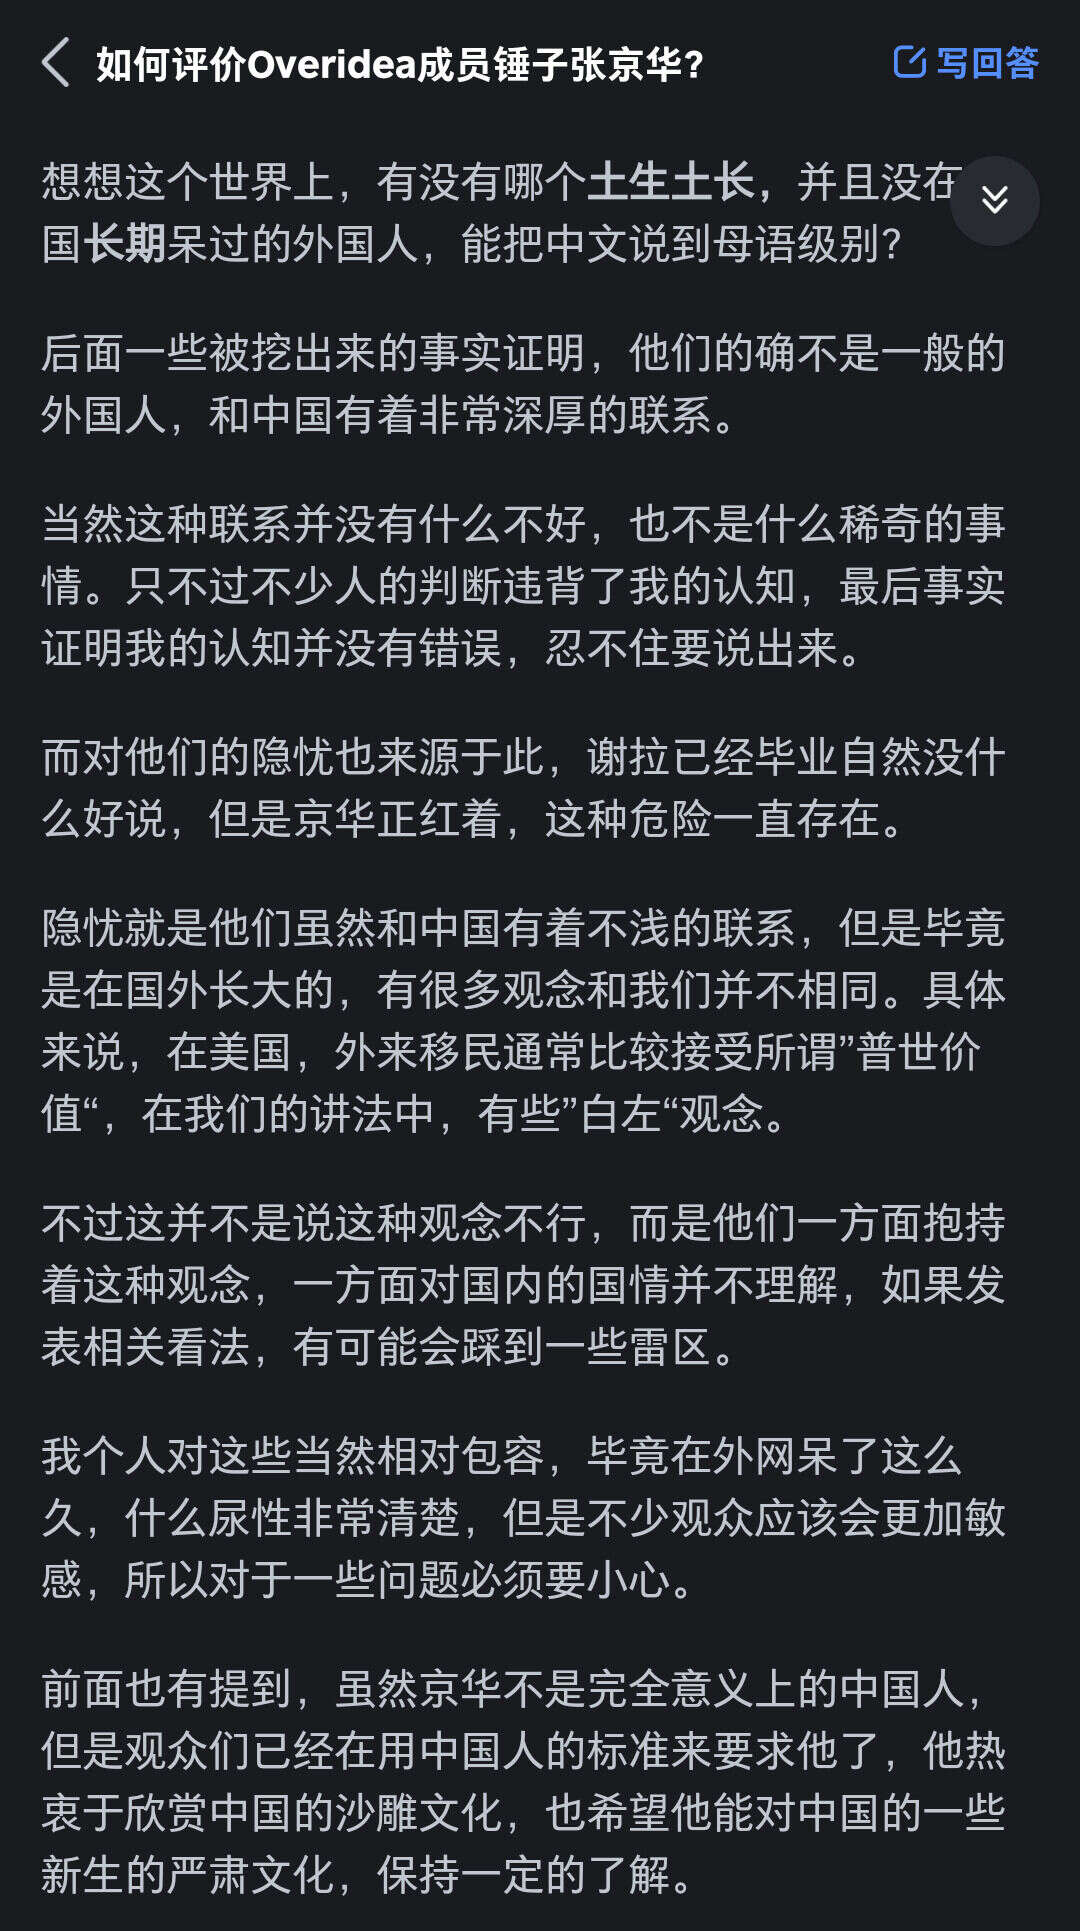 如何评价Overidea成员锤子张京华?
写回答
想想这个世界上，有没有哪个土生土长，并且没在
国长期呆过的外国人，能把中文说到母语级别?
后面一些被挖出来的事实证明，他们的确不是一般的
外国人，和中国有着非常深厚的联系。
当然这种联系并没有什么不好，也不是什么稀奇的事
情。只不过不少人的判断违背了我的认知，最后事实
证明我的认知并没有错误，忍不住要说出来。
而对他们的隐忧也来源于此，谢拉已经毕业自然没什
么好说，但是京华正红着，这种危险一直存在。
隐忧就是他们虽然和中国有着不浅的联系，但是毕竟
是在国外长大的，有很多观念和我们并不相同。具体
来说，在美国，外来移民通常比较接受所谓”普世价
值“，在我们的讲法中，有些”白左“观念。
不过这并不是说这种观念不行，而是他们一方面抱持
着这种观念，一方面对国内的国情并不理解，如果发
表相关看法，有可能会踩到一些雷区。
我个人对这些当然相对包容，毕竟在外网呆了这么
久，什么尿性非常清楚，但是不少观众应该会更加敏
感，所以对于一些问题必须要小心。
前面也有提到，虽然京华不是完全意义上的中国人，
但是观众们已经在用中国人的标准来要求他了，他热
衷于欣赏中国的沙雕文化，也希望他能对中国的一些
新生的严肃文化，保持一定的了解。